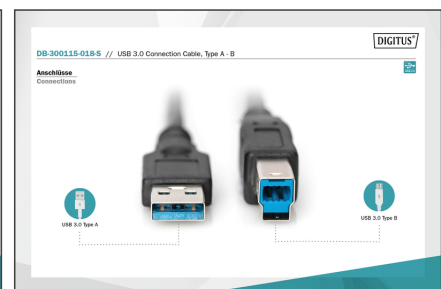 DIGITUS®
DB-300115-018-S // USB 3.0 Connection Cable, Type A - B
Anschlüsse
Connections
USB 3.0 Type A
USB 3.0 Type B